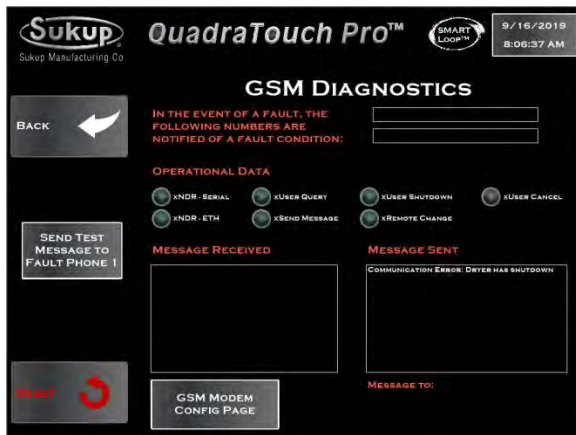 Sukup
Sukup Manufacturing Co
QuadraTouch Pro™
SMART
LOOP™
9/16/2019
8:06:37 AM
GSM DIAGNOSTICS
BACK
IN THE EVENT OF A FAULT, THE
FOLLOWING NUMBERS ARE
NOTIFIED OF A FAULT CONDITION:
OPERATIONAL DATA
xNDR-SERIAL
xUSER QUERY
xUSER SHUTDOWN
xUSER CANCEL
xNDR-ETH
xSEND MESSAGE
xREMOTE CHANGE
SEND TEST
MESSAGE TO
FAULT PHONE 1
MESSAGE RECEIVED
MESSAGE SENT
COMMUNICATION ERROR: DRYER HAS SHUTDOWN
MESSAGE TO:
RESET
GSM MODEM
CONFIG PAGE